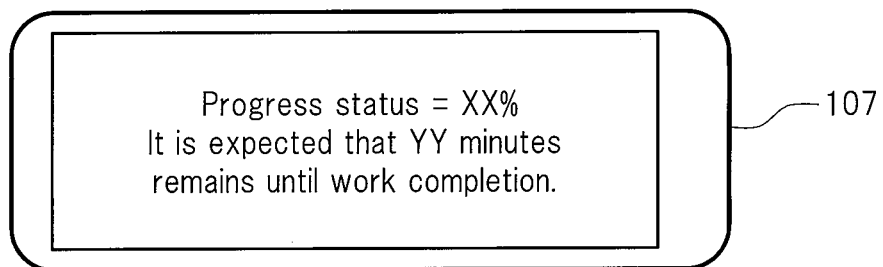 Progress status = XX%
It is expected that YY minutes
remains until work completion.
107